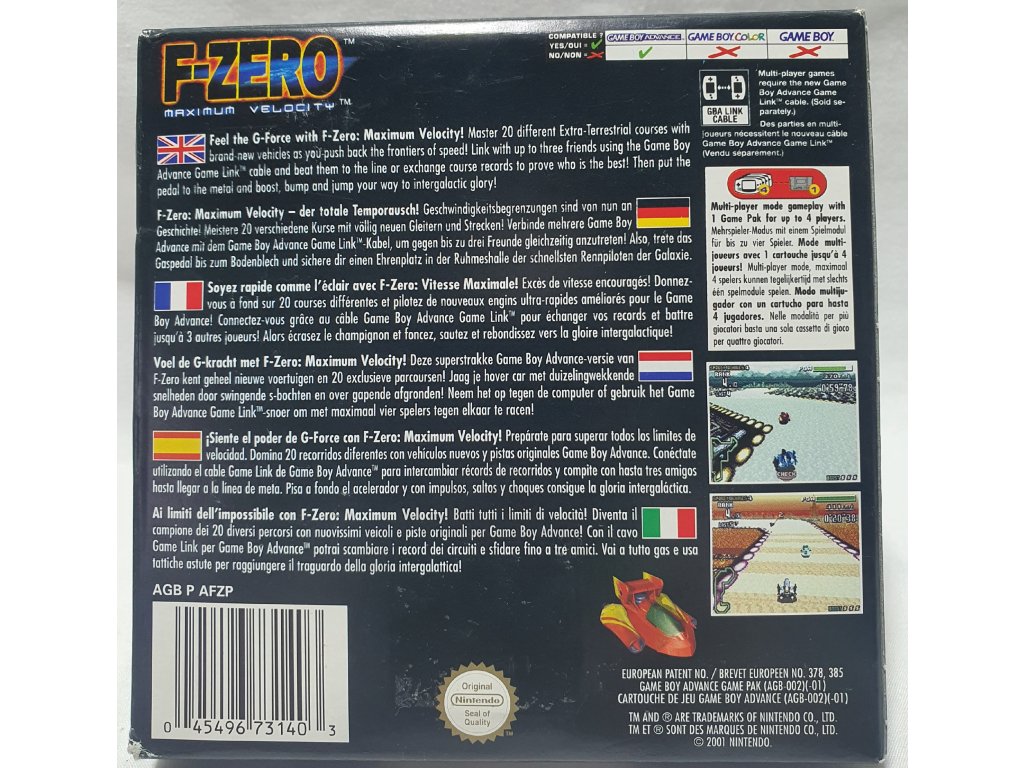 F-ZERO™
MAXIMUM VELOCITY™
COMPATIBLE ?
YES/OUI =
NO/NON =
GAME BOY ADVANCE
GAME BOY COLOR
GAME BOY
GBA LINK
CABLE
Multi-player games
require the new Game
Boy Advance Game
Link™ cable. (Sold se-
parately.)
Des parties en multi-
joueurs nécessitent le nouveau câble
Game Boy Advance Game Link™
(Vendu séparément.)
Feel the G-Force with F-Zero: Maximum Velocity! Master 20 different Extra-Terrestrial courses with
brand-new vehicles as you push back the frontiers of speed! Link with up to three friends using the Game Boy
Advance Game Link™ cable and beat them to the line or exchange course records to prove who is the best! Then put the
pedal to the metal and boost, bump and jump your way to intergalactic glory!
F-Zero: Maximum Velocity – der totale Temporausch! Geschwindigkeitsbegrenzungen sind von nun an
Geschichte! Meistere 20 verschiedene Kurse mit völlig neuen Gleitern und Strecken! Verbinde mehrere Game Boy
Advance mit dem Game Boy Advance Game Link™-Kabel, um gegen bis zu drei Freunde gleichzeitig anzutreten! Also, trete das
Gaspedal bis zum Bodenblech und sichere dir einen Ehrenplatz in der Ruhmeshalle der schnellsten Rennpiloten der Galaxie.
Soyez rapide comme l'éclair avec F-Zero: Vitesse Maximale! Excès de vitesse encouragés! Donnez-
vous à fond sur 20 courses différentes et pilotez de nouveaux engins ultra-rapides améliorés pour le Game
Boy Advance! Connectez-vous grâce au câble Game Boy Advance Game Link™ pour échanger vos records et battre
jusqu'à 3 autres joueurs! Alors écrasez le champignon et foncez, sautez et rebondissez vers la gloire intergalactique!
Voel de G-kracht met F-Zero: Maximum Velocity! Deze superstrakke Game Boy Advance-versie van
F-Zero kent geheel nieuwe voertuigen en 20 exclusieve parcoursen! Jaag je hover car met duizelingwekkende
snelheden door swingende s-bochten en over gapende afgronden! Neem het op tegen de computer of gebruik het Game
Boy Advance Game Link™-snoer om met maximaal vier spelers tegen elkaar te racen!
¡Siente el poder de G-Force con F-Zero: Maximum Velocity! Prepárate para superar todos los limites de
velocidad. Domina 20 recorridos diferentes con vehículos nuevos y pistas originales Game Boy Advance. Conéctate
utilizando el cable Game Link de Game Boy Advance™ para intercambiar récords de recorridos y compite con hasta tres amigos
hasta llegar a la linea de meta. Pisa a fondo el acelerador y con impulsos, saltos y choques consigue la gloria intergaláctica.
Ai limiti dell'impossibile con F-Zero: Maximum Velocity! Batti tutti i limiti di velocità! Diventa il
campione dei 20 diversi percorsi con nuovissimi veicoli e piste originali per Game Boy Advance! Con il cavo
Game Link per Game Boy Advance™ potrai scambiare i record dei circuiti e sfidare fino a tre amici. Vai a tutto gas e usa
tattiche astute per raggiungere il traguardo della gloria intergalattica!
4
1
Multi-player mode gameplay with
1 Game Pak for up to 4 players.
Mehrspieler-Modus mit einem Spielmodul
für bis zu vier Spieler. Mode multi-
joueurs avec 1 cartouche jusqu'à 4
joueurs! Multi-player mode, maximaal
4 spelers kunnen tegelijkertijd met slechts
één spelmodule spelen. Modo multiju-
gador con un cartucho para hasta
4 jugadores. Nelle modalità per più
giocatori basta una sola cassetta di gioco
per quattro giocatori.
RANK
CHECK
RANK
0'20"38
AGB P AFZP
0 45496 73140 3
Original
Nintendo
Seal of
Quality
™
EUROPEAN PATENT NO. / BREVET EUROPEEN NO. 378, 385
GAME BOY ADVANCE GAME PAK (AGB-002)(-01)
CARTOUCHE DE JEU GAME BOY ADVANCE (AGB-002)(-01)
TM AND ® ARE TRADEMARKS OF NINTENDO CO., LTD.
TM ET ® SONT DES MARQUES DE NINTENDO CO., LTD.
© 2001 NINTENDO.